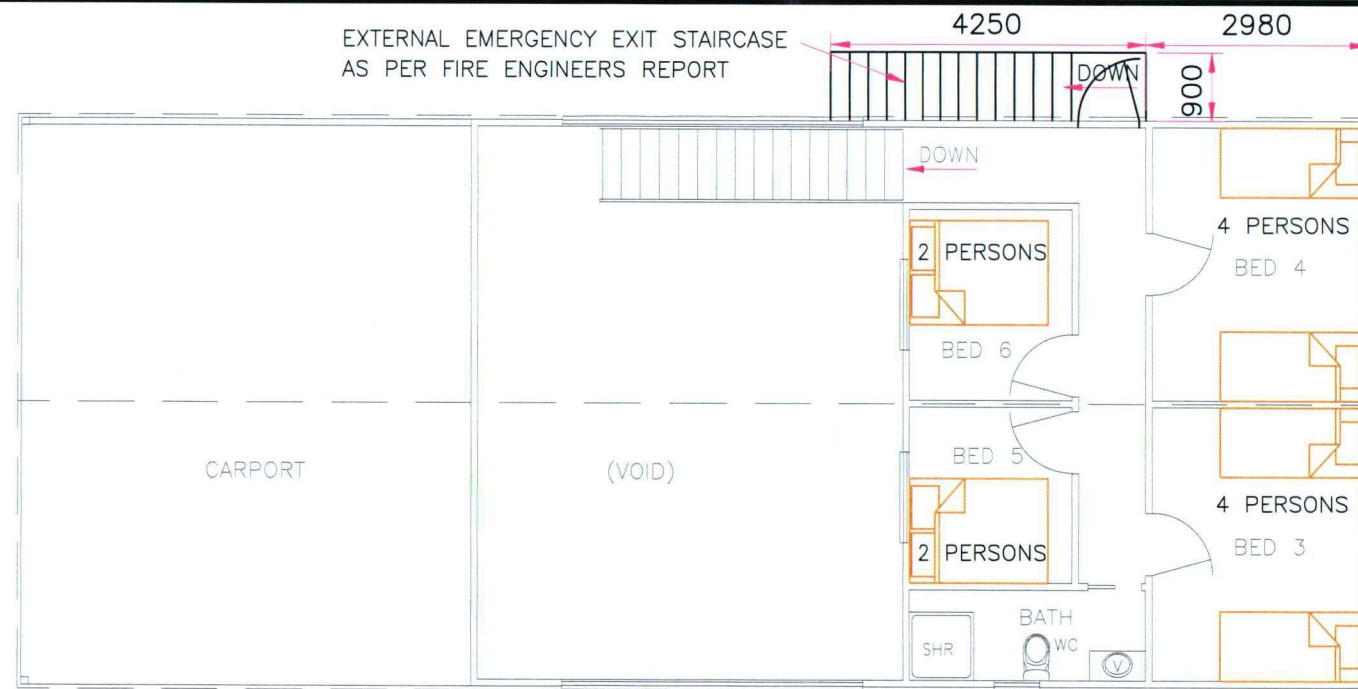 4250
2980
EXTERNAL EMERGENCY EXIT STAIRCASE
AS PER FIRE ENGINEERS REPORT
DOWN
900
DOWN
2 PERSONS
BED 6
4 PERSONS
BED 4
CARPORT
(VOID)
BED 5
2 PERSONS
4 PERSONS
BED 3
BATH
SHR
WC
V